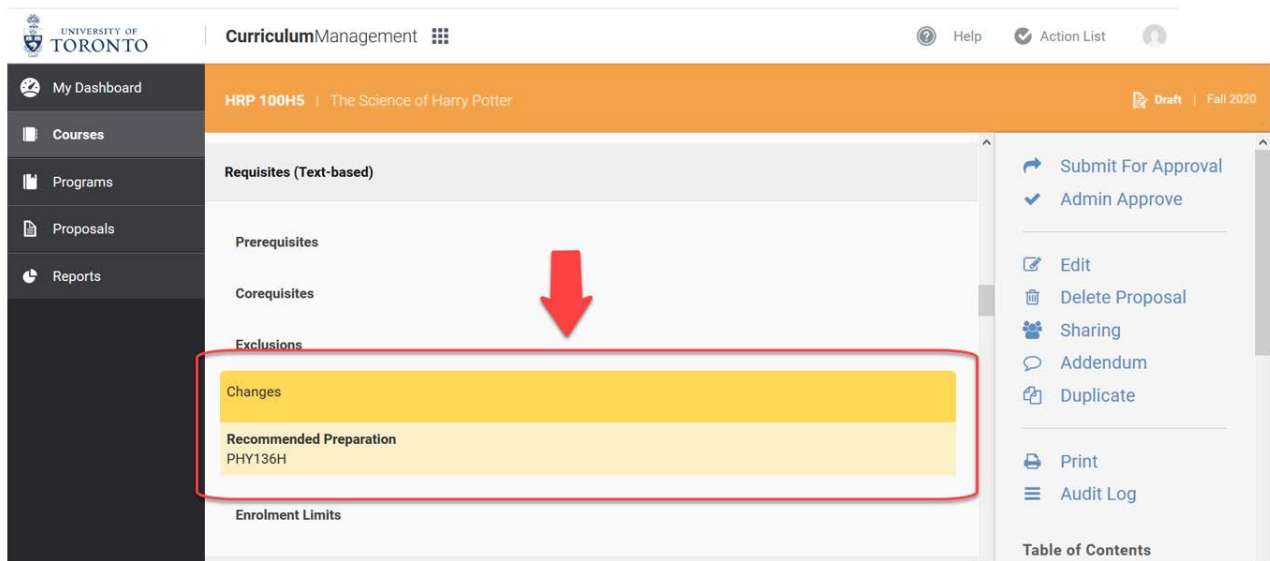 UNIVERSITY OF
TORONTO
CurriculumManagement
Help
Action List
My Dashboard
Courses
Programs
Proposals
Reports
HRP 100H5 | The Science of Harry Potter
Draft | Fall 2020
Requisites (Text-based)
Prerequisites
Corequisites
Exclusions
Changes
Recommended Preparation
PHY136H
Enrolment Limits
Submit For Approval
Admin Approve
Edit
Delete Proposal
Sharing
Addendum
Duplicate
Print
Audit Log
Table of Contents